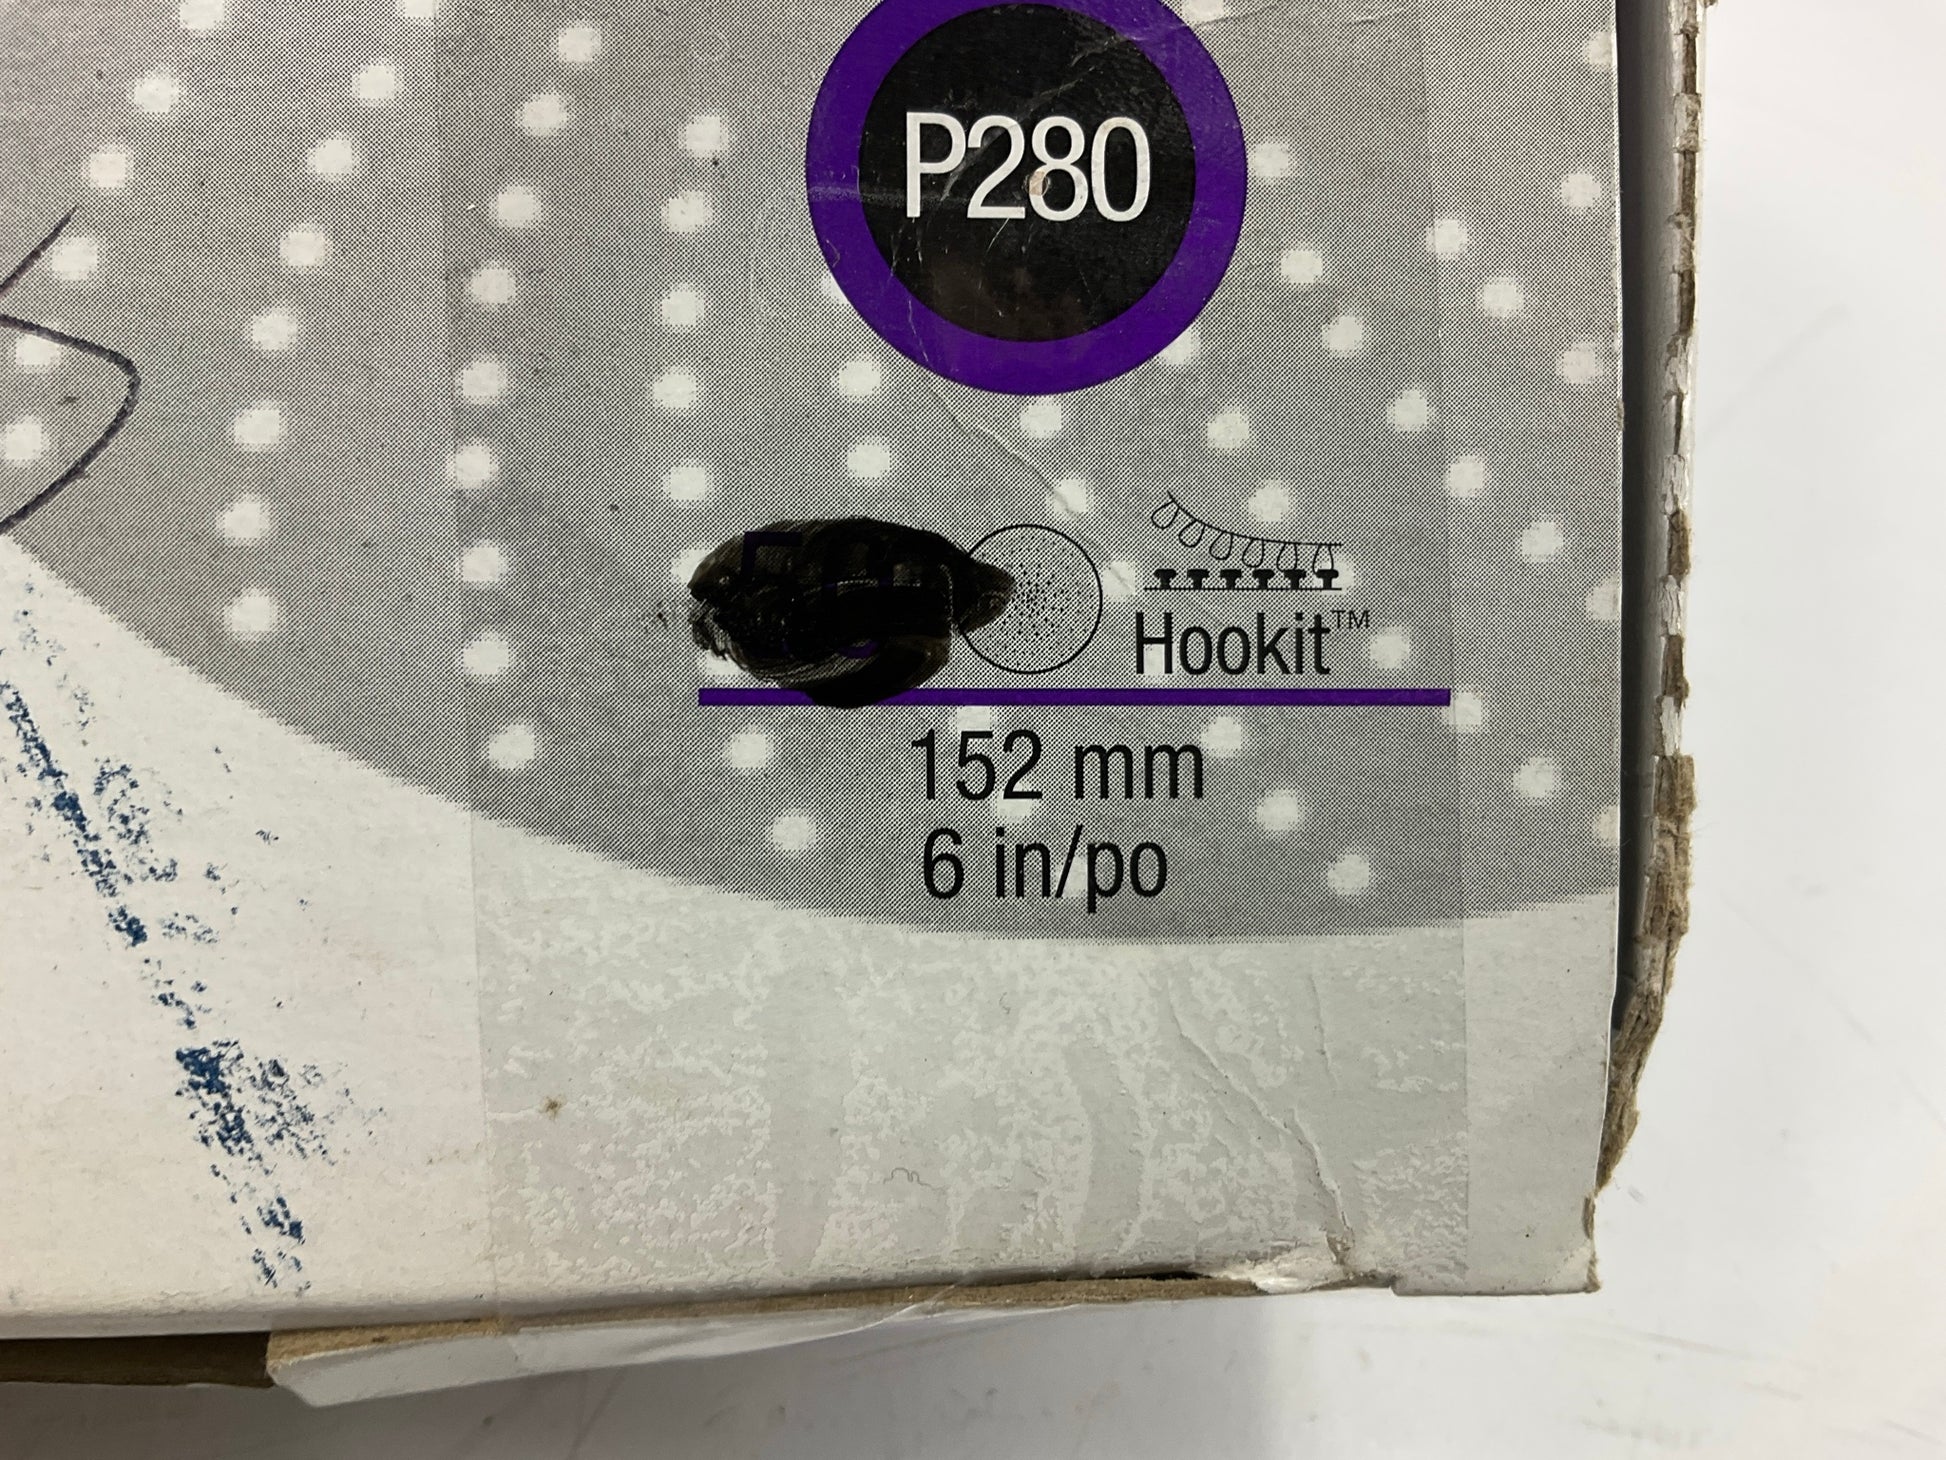 P280
Hookit™
152 mm
6 in/po